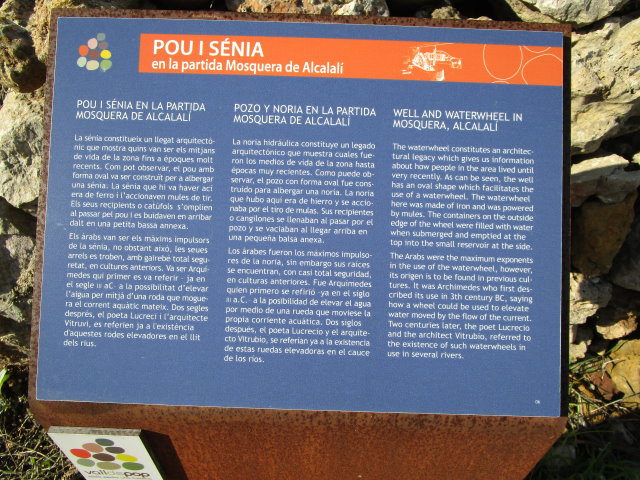 POU I SÉNIA
en la partida Mosquera de Alcalalí
POU I SÉNIA EN LA PARTIDA
MOSQUERA DE ALCALALÍ
La sénia constitueix un llegat arquitectò-
nic que mostra quins van ser els mitjans
de vida de la zona fins a èpoques molt
recents. Com pot observar, el pou amb
forma oval va ser construït per a albergar
una sénia. La sénia que hi va haver ací
era de ferro i l'accionaven mules de tir.
Els seus recipients o catúfols s'omplien
al passar pel pou i es buidaven en arribar
dalt en una petita bassa annexa.
Els àrabs van ser els màxims impulsors
de la sénia, no obstant això, les seues
arrels es troben, amb gairebé total segu-
retat, en cultures anteriors. Va ser Arquí-
medes qui primer es va referir - ja en
el segle III aC- a la possibilitat d'elevar
l'aigua per mitjà d'una roda que mogue-
ra el corrent aquàtic mateix. Dos segles
després, el poeta Lucreci i l'arquitecte
Vitruvi, es referien ja a l'existència
d'aquestes rodes elevadores en el llit
dels rius.
POZO Y NORIA EN LA PARTIDA
MOSQUERA DE ALCALALÍ
La noria hidráulica constituye un legado
arquitectónico que muestra cuales fue-
ron los medios de vida de la zona hasta
épocas muy recientes. Como puede ob-
servar, el pozo con forma oval fue cons-
truido para albergar una noria. La noria
que hubo aquí era de hierro y se accio-
naba por el tiro de mulas. Sus recipientes
o cangilones se llenaban al pasar por el
pozo y se vaciaban al llegar arriba en
una pequeña balsa anexa.
Los árabes fueron los máximos impulso-
res de la noria, sin embargo sus raíces
se encuentran, con casi total seguridad,
en culturas anteriores. Fue Arquímedes
quien primero se refirió -ya en el siglo
III a.C.- a la posibilidad de elevar el agua
por medio de una rueda que moviese la
propia corriente acuática. Dos siglos
después, el poeta Lucrecio y el arquitec-
to Vitrubio, se referían ya a la existencia
de estas ruedas elevadoras en el cauce
de los ríos.
WELL AND WATERWHEEL IN
MOSQUERA, ALCALALÍ
The waterwheel constitutes an architec-
tural legacy which gives us information
about how people in the area lived until
very recently. As can be seen, the well
has an oval shape which facilitates the
use of a waterwheel. The waterwheel
here was made of iron and was powered
by mules. The containers on the outside
edge of the wheel were filled with water
when submerged and emptied at the
top into the small reservoir at the side.
The Arabs were the maximum exponents
in the use of the waterwheel, however,
its origin is to be found in previous cul-
tures. It was Archimedes who first des-
cribed its use in 3th century BC, saying
how a wheel could be used to elevate
water moved by the flow of the current.
Two centuries later, the poet Lucrecio
and the architect Vitrubio, referred to
the existence of such waterwheels in
use in several rivers.
06
valldepop